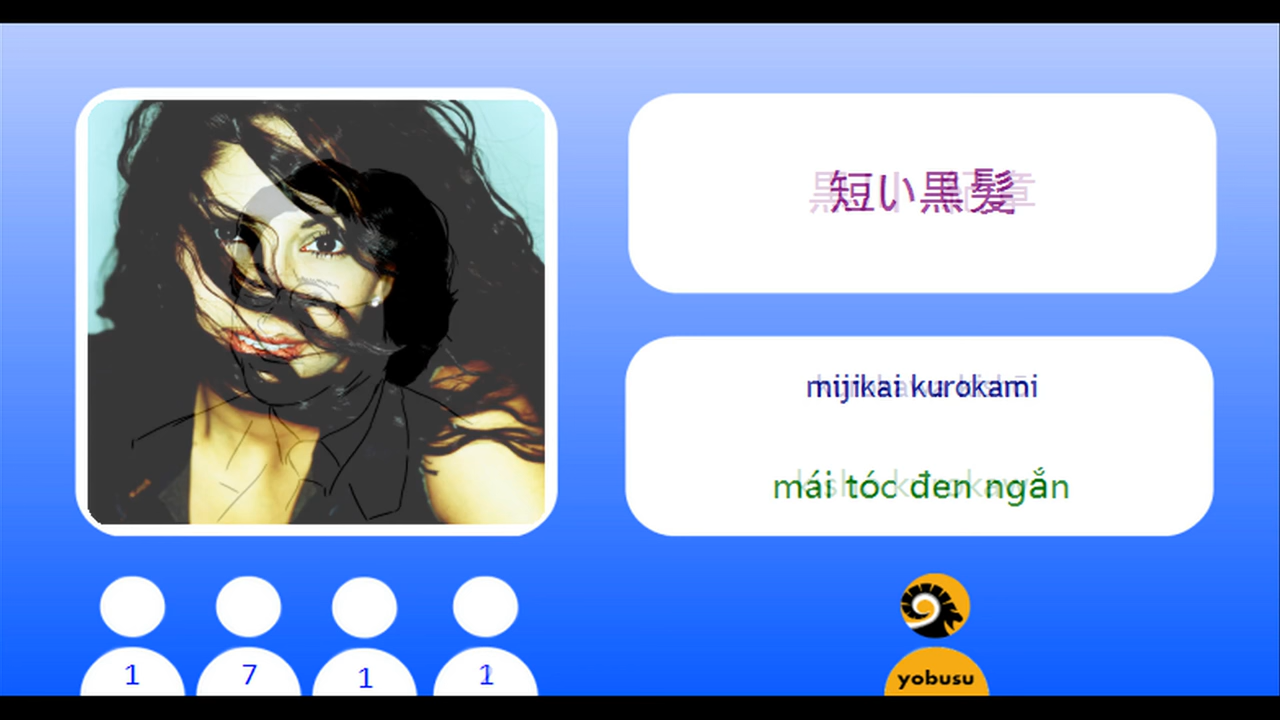 短い黒髪
mijikai kurokami
mái tóc đen ngắn
1 7 1 1
yobusu